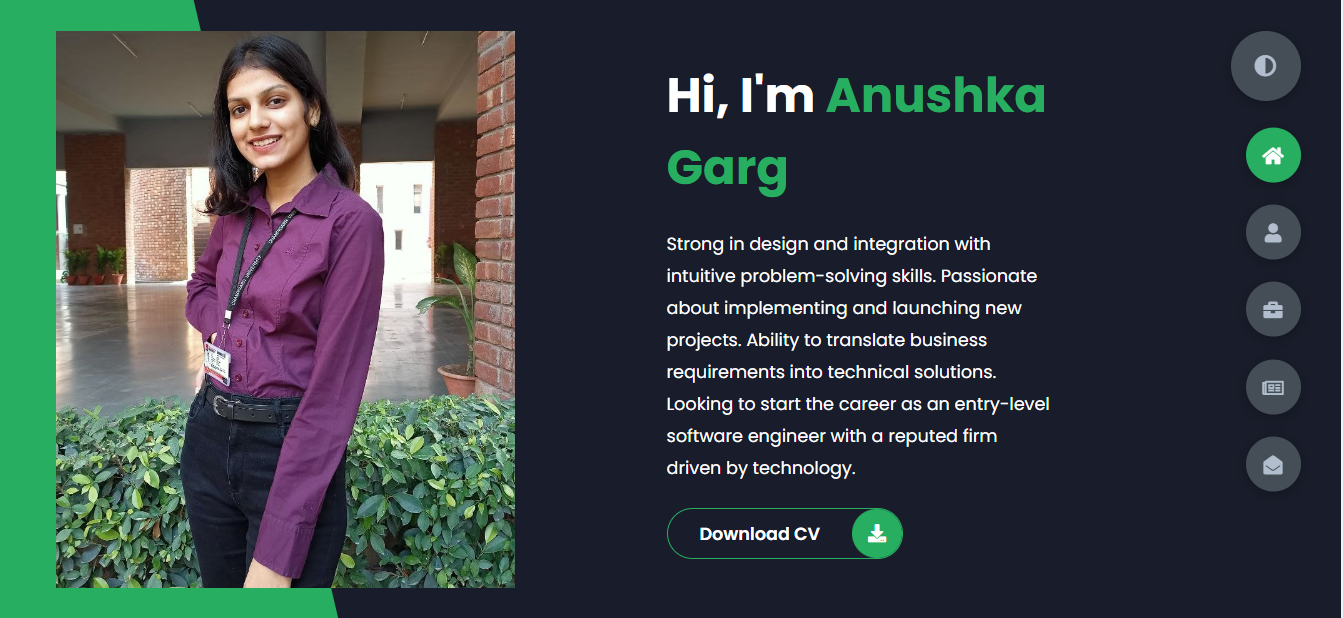 Hi, I'm Anushka
Garg
Strong in design and integration with
intuitive problem-solving skills. Passionate
about implementing and launching new
projects. Ability to translate business
requirements into technical solutions.
Looking to start the career as an entry-level
software engineer with a reputed firm
driven by technology.
Download CV